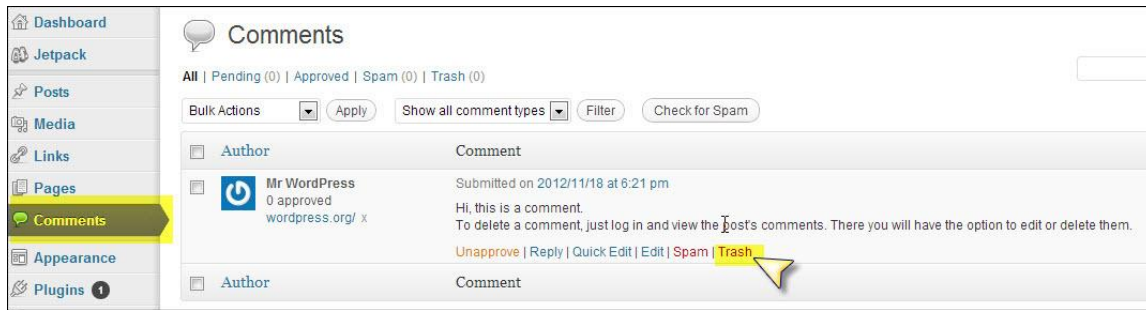 Dashboard
Jetpack
Posts
Media
Links
Pages
Comments
Appearance
Plugins 1
Comments
All | Pending (0) | Approved | Spam (0) | Trash (0)
Bulk Actions Apply Show all comment types Filter Check for Spam
Author Comment
Mr WordPress
0 approved
wordpress.org/ x
Submitted on 2012/11/18 at 6:21 pm
Hi, this is a comment.
To delete a comment, just log in and view the post's comments. There you will have the option to edit or delete them.
Unapprove | Reply | Quick Edit | Edit | Spam | Trash
Author Comment